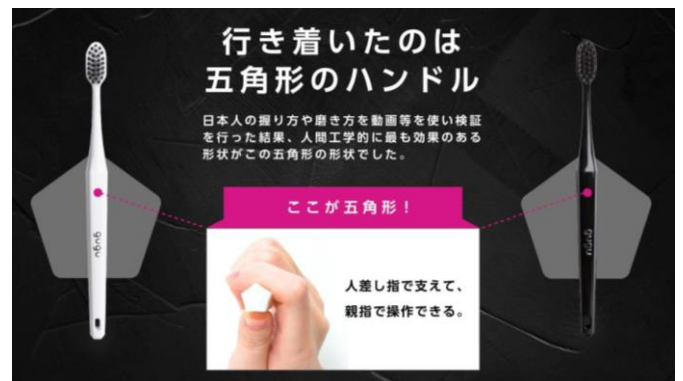 行き着いたのは
五角形のハンドル
日本人の握り方や磨き方を動画等を使い検証
を行った結果、人間工学的に最も効果のある
形状がこの五角形の形状でした。
ここが五角形！
人差し指で支えて、
親指で操作できる。
gugu
gugu